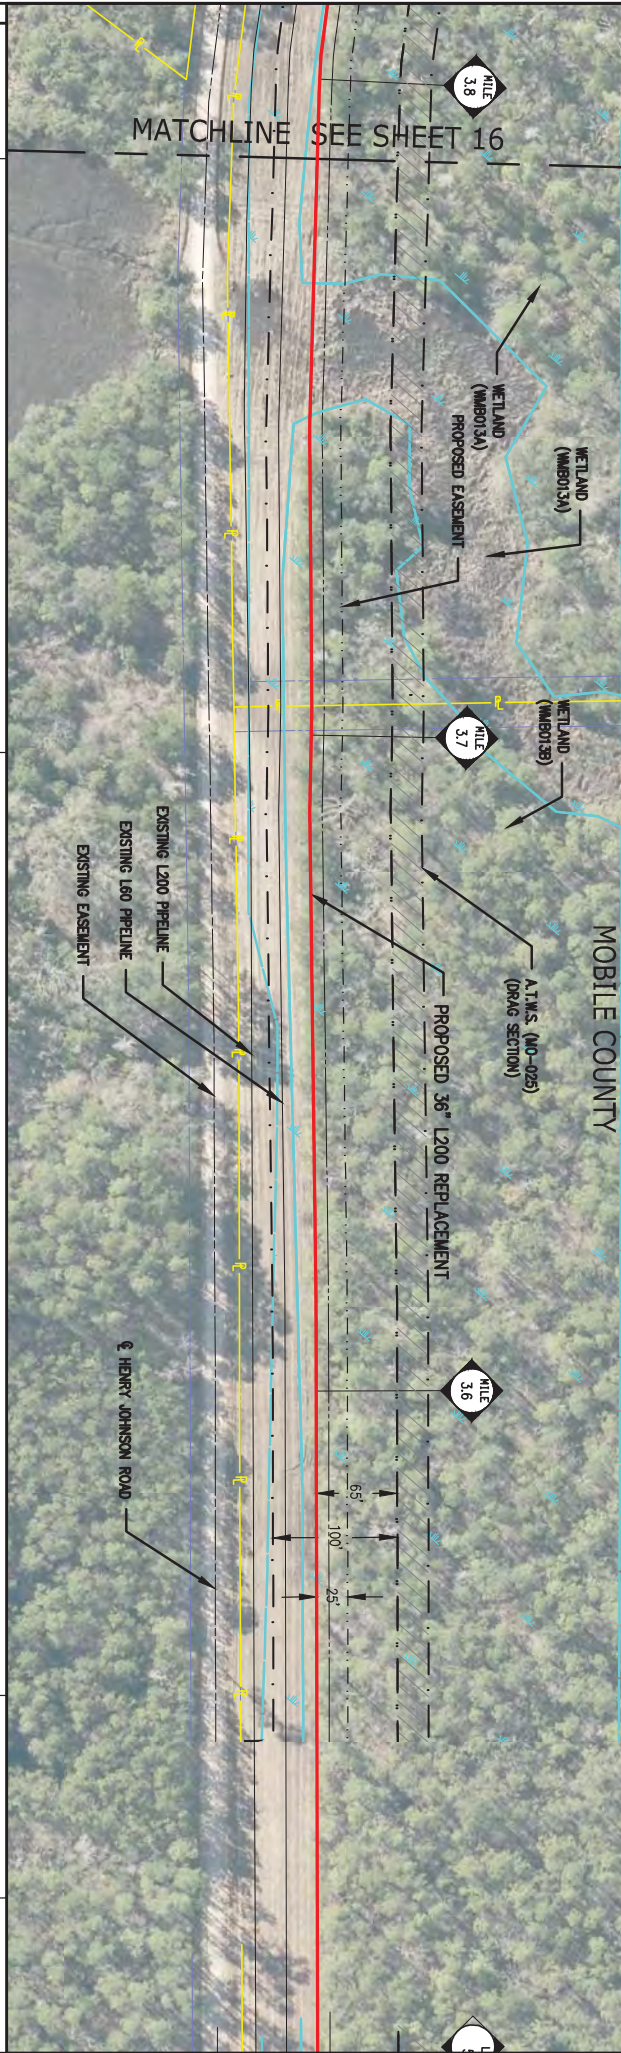 MILE
3.8
MATCHLINE SEE SHEET 16
WETLAND
(WMB013A)
WETLAND
(WMB013A)
PROPOSED EASEMENT
WETLAND
(WMB013B)
MILE
3.7
MOBILE COUNTY
A.T.W.S. (MO-025)
(DRAG SECTION)
PROPOSED 36" L200 REPLACEMENT
EXISTING L200 PIPELINE
EXISTING L60 PIPELINE
EXISTING EASEMENT
MILE
3.6
℄ HENRY JOHNSON ROAD
65'
100'
25'